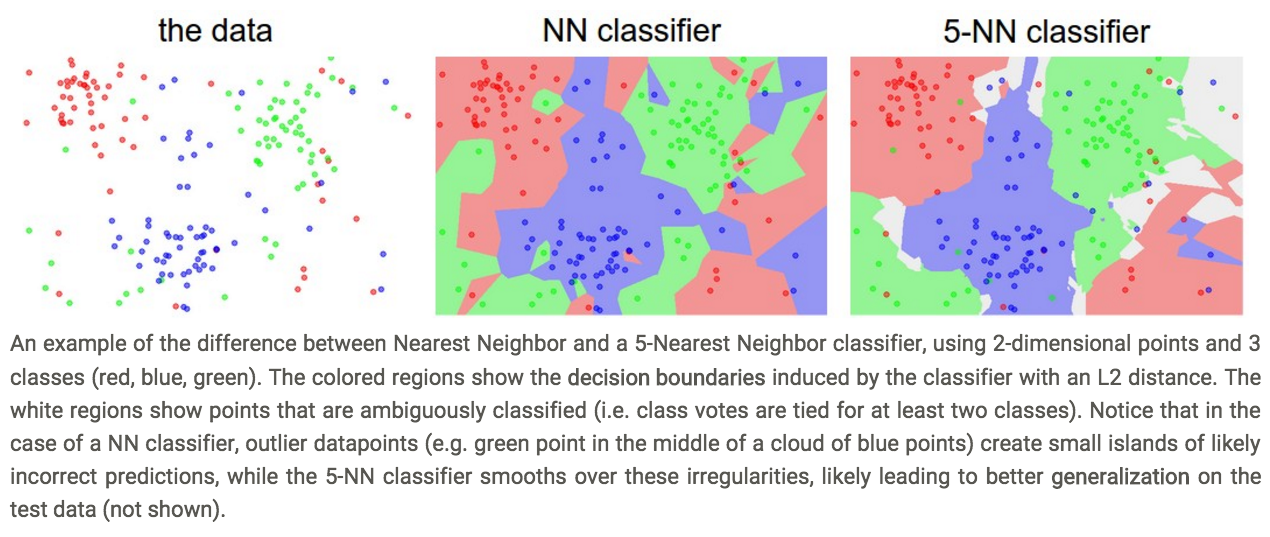 the data
NN classifier
5-NN classifier
An example of the difference between Nearest Neighbor and a 5-Nearest Neighbor classifier, using 2-dimensional points and 3
classes (red, blue, green). The colored regions show the decision boundaries induced by the classifier with an L2 distance. The
white regions show points that are ambiguously classified (i.e. class votes are tied for at least two classes). Notice that in the
case of a NN classifier, outlier datapoints (e.g. green point in the middle of a cloud of blue points) create small islands of likely
incorrect predictions, while the 5-NN classifier smooths over these irregularities, likely leading to better generalization on the
test data (not shown).